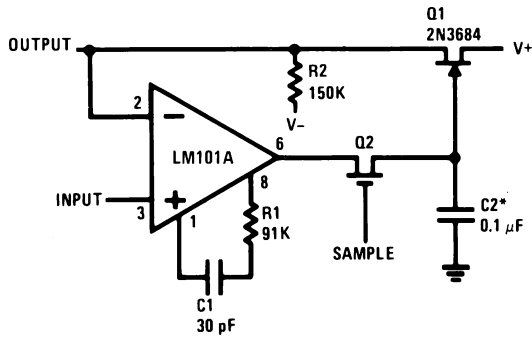 Q1
2N3684
OUTPUT
V+
R2
150K
V-
2
6
Q2
LM101A
8
INPUT
3
1
R1
91K
C2*
0.1 μF
SAMPLE
C1
30 pF